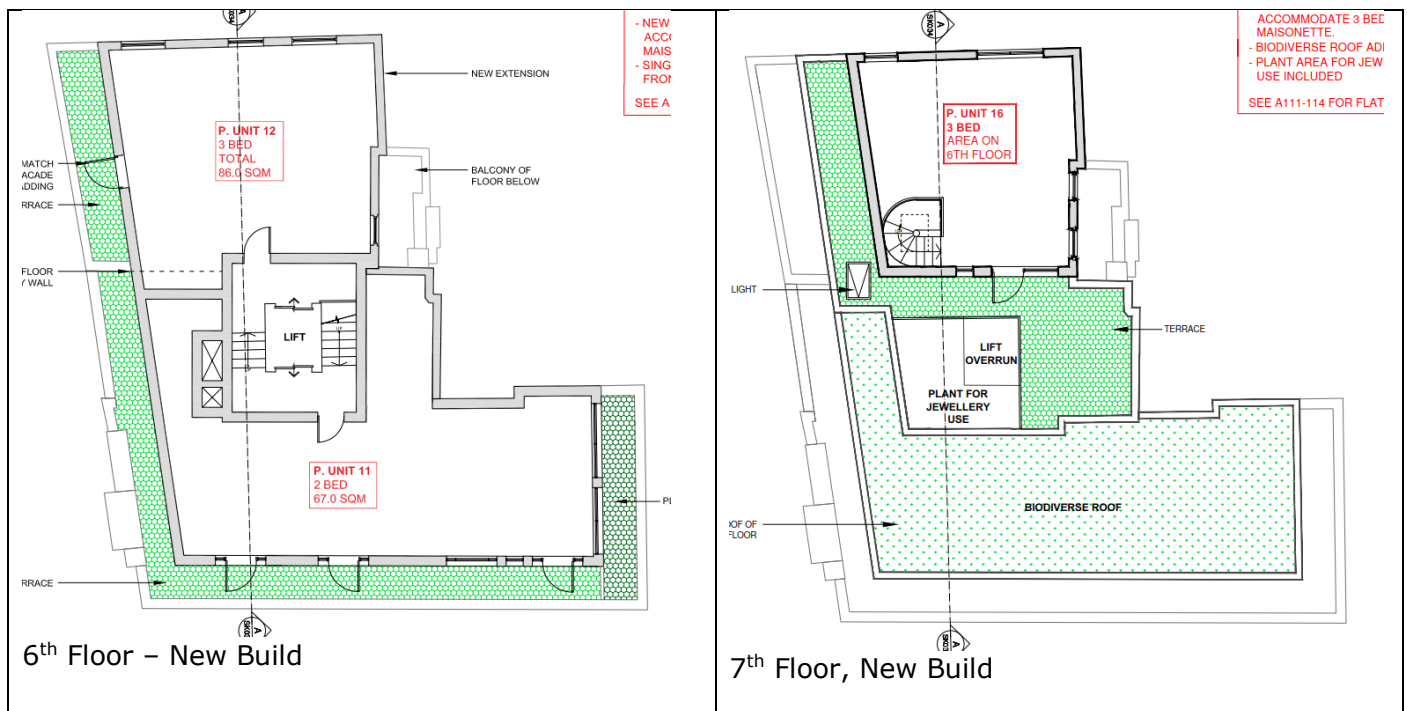 - NEW
ACC
MAIS
- SING
FRON
SEE A
NEW EXTENSION
P. UNIT 12
3 BED
TOTAL
86.0 SQM
MATCH
ACADE
ADDING
RRACE
BALCONY OF
FLOOR BELOW
FLOOR
Y WALL
LIFT
UP
P. UNIT 11
2 BED
67.0 SQM
PL
RRACE
A
A
6th Floor – New Build
ACCOMMODATE 3 BED
MAISONETTE.
- BIODIVERSE ROOF ADD
- PLANT AREA FOR JEW
USE INCLUDED
SEE A111-114 FOR FLAT
A
SK034
P. UNIT 16
3 BED
AREA ON
6TH FLOOR
LIGHT
TERRACE
LIFT
OVERRUN
PLANT FOR
JEWELLERY
USE
BIODIVERSE ROOF
OOF OF
FLOOR
A
7th Floor, New Build